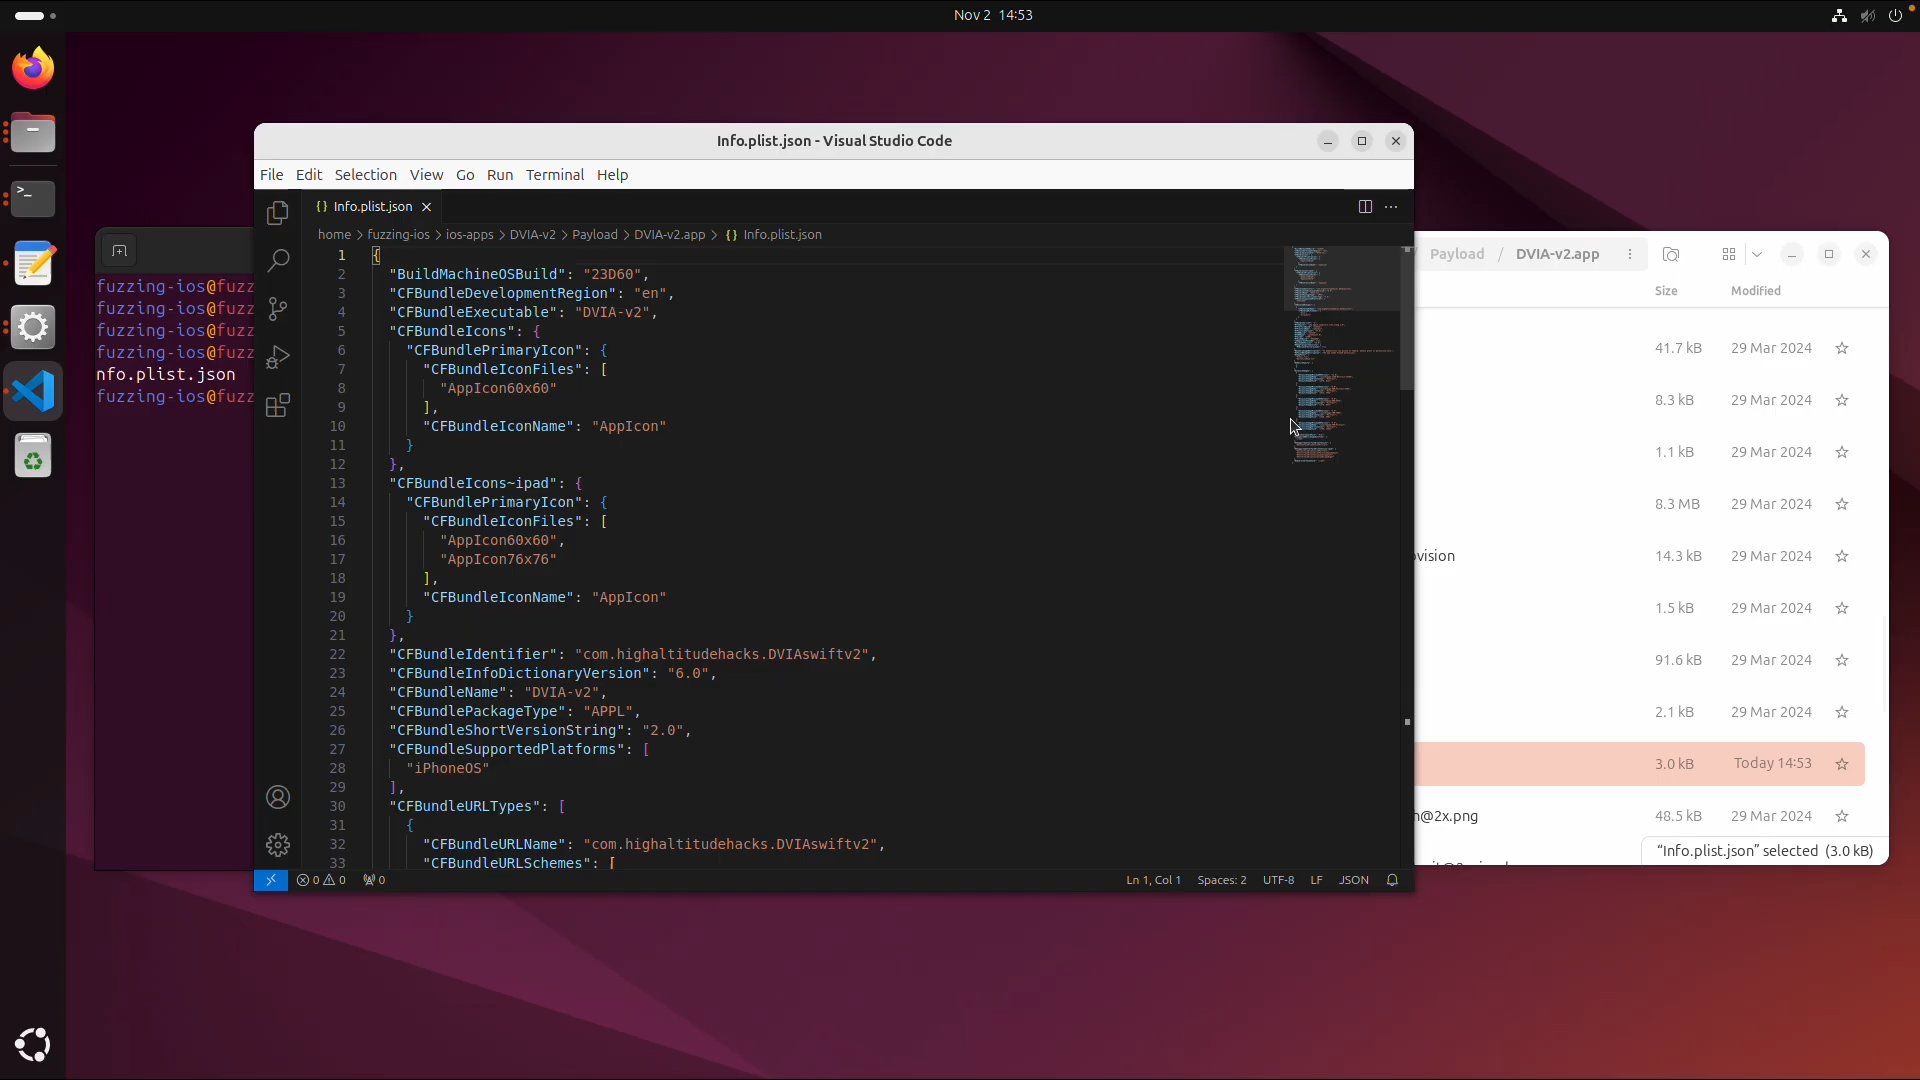 Nov 2 14:53
Info.plist.json - Visual Studio Code
File Edit Selection View Go Run Terminal Help
{} Info.plist.json
home > fuzzing-ios > ios-apps > DVIA-v2 > Payload > DVIA-v2.app > {} Info.plist.json
1 {
2 "BuildMachineOSBuild": "23D60",
3 "CFBundleDevelopmentRegion": "en",
4 "CFBundleExecutable": "DVIA-v2",
5 "CFBundleIcons": {
6 "CFBundlePrimaryIcon": {
7 "CFBundleIconFiles": [
8 "AppIcon60x60"
9 ],
10 "CFBundleIconName": "AppIcon"
11 }
12 },
13 "CFBundleIcons~ipad": {
14 "CFBundlePrimaryIcon": {
15 "CFBundleIconFiles": [
16 "AppIcon60x60",
17 "AppIcon76x76"
18 ],
19 "CFBundleIconName": "AppIcon"
20 }
21 },
22 "CFBundleIdentifier": "com.highaltitudehacks.DVIAswiftv2",
23 "CFBundleInfoDictionaryVersion": "6.0",
24 "CFBundleName": "DVIA-v2",
25 "CFBundlePackageType": "APPL",
26 "CFBundleShortVersionString": "2.0",
27 "CFBundleSupportedPlatforms": [
28 "iPhoneOS"
29 ],
30 "CFBundleURLTypes": [
31 {
32 "CFBundleURLName": "com.highaltitudehacks.DVIAswiftv2",
33 "CFBundleURLSchemes": [
0 0 0
Ln 1, Col 1 Spaces: 2 UTF-8 LF JSON
fuzzing-ios@fuzz
fuzzing-ios@fuzz
fuzzing-ios@fuzz
fuzzing-ios@fuzz
nfo.plist.json
fuzzing-ios@fuzz
Payload / DVIA-v2.app
Size Modified
41.7 kB 29 Mar 2024
8.3 kB 29 Mar 2024
1.1 kB 29 Mar 2024
8.3 MB 29 Mar 2024
ovision 14.3 kB 29 Mar 2024
1.5 kB 29 Mar 2024
91.6 kB 29 Mar 2024
2.1 kB 29 Mar 2024
3.0 kB Today 14:53
n@2x.png 48.5 kB 29 Mar 2024
"Info.plist.json" selected (3.0 kB)